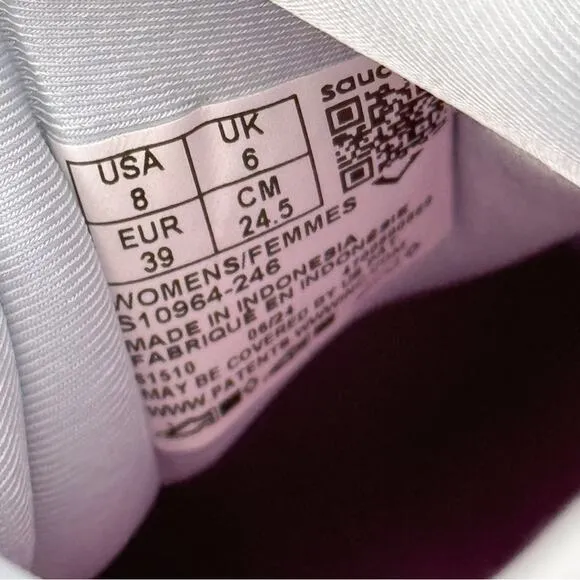 USA
8
UK
6
EUR
39
CM
24.5
WOMENS/FEMMES
S10964-246
MADE IN INDONESIA
FABRIQUÉ EN INDONÉSIE
S1510 06/24
MAY BE COVERED BY US
WWW.PATENTS